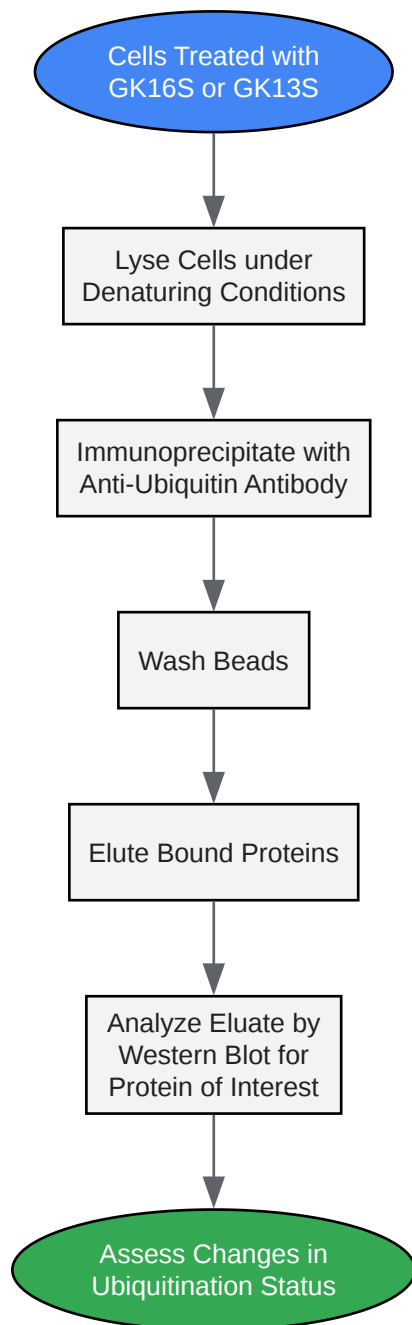 Cells Treated with
GK16S or GK13S
Lyse Cells under
Denaturing Conditions
Immunoprecipitate with
Anti-Ubiquitin Antibody
Wash Beads
Elute Bound Proteins
Analyze Eluate by
Western Blot for
Protein of Interest
Assess Changes in
Ubiquitination Status